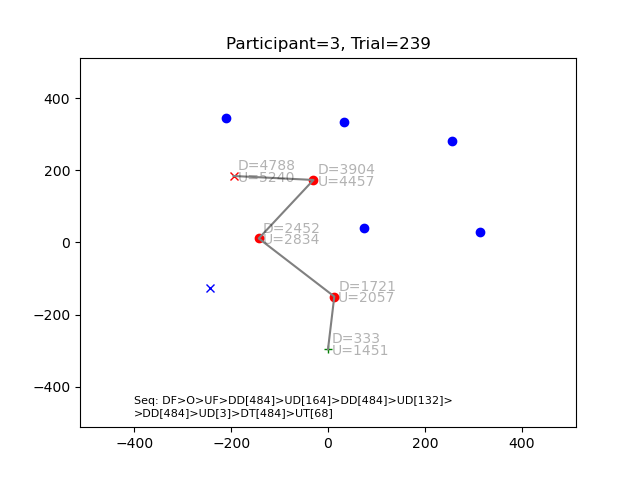 Participant=3, Trial=239
400
200
0
−200
−400
D=4788
U=5240
D=3904
U=4457
D=2452
U=2834
D=1721
U=2057
D=333
U=1451
Seq: DF>O>UF>DD[484]>UD[164]>DD[484]>UD[132]>
>DD[484]>UD[3]>DT[484]>UT[68]
−400 −200 0 200 400